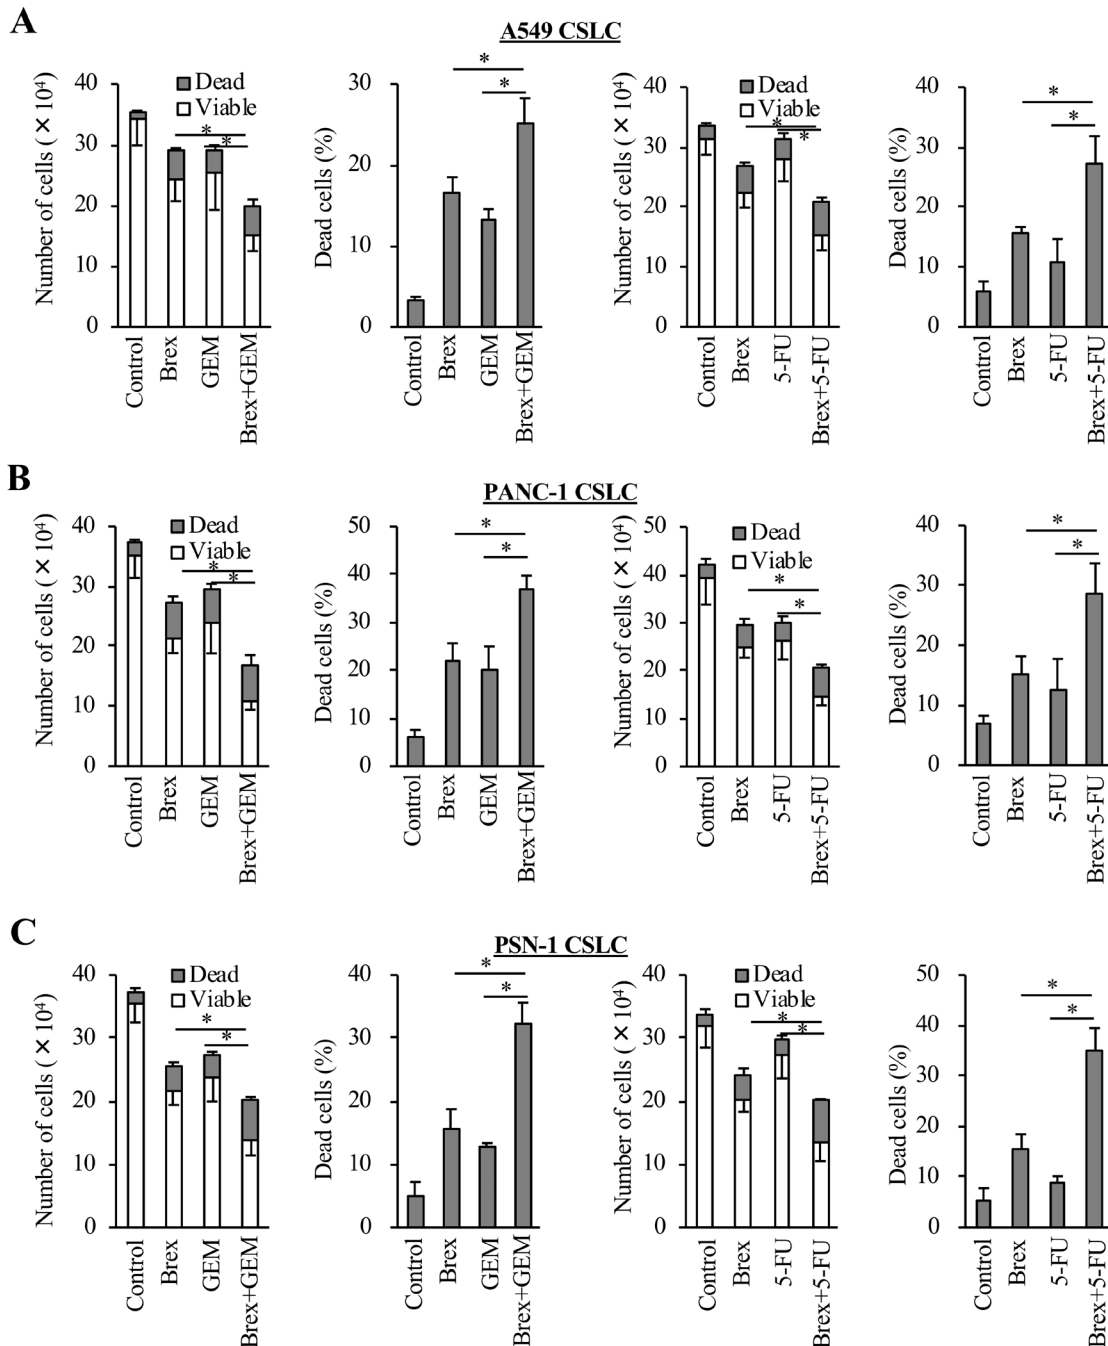 A
A549 CSLC
Number of cells (×10⁴)
40
30
20
10
0
Dead
Viable
*
*
Control
Brex
GEM
Brex+GEM
Dead cells (%)
30
20
10
0
*
*
Control
Brex
GEM
Brex+GEM
Number of cells (×10⁴)
40
30
20
10
0
Dead
Viable
*
*
Control
Brex
5-FU
Brex+5-FU
Dead cells (%)
40
30
20
10
0
*
*
Control
Brex
5-FU
Brex+5-FU
B
PANC-1 CSLC
Number of cells (×10⁴)
40
30
20
10
0
Dead
Viable
*
*
Control
Brex
GEM
Brex+GEM
Dead cells (%)
50
40
30
20
10
0
*
*
Control
Brex
GEM
Brex+GEM
Number of cells (×10⁴)
50
40
30
20
10
0
Dead
Viable
*
*
Control
Brex
5-FU
Brex+5-FU
Dead cells (%)
40
30
20
10
0
*
*
Control
Brex
5-FU
Brex+5-FU
C
PSN-1 CSLC
Number of cells (×10⁴)
40
30
20
10
0
Dead
Viable
*
*
Control
Brex
GEM
Brex+GEM
Dead cells (%)
40
30
20
10
0
*
*
Control
Brex
GEM
Brex+GEM
Number of cells (×10⁴)
40
30
20
10
0
Dead
Viable
*
*
Control
Brex
5-FU
Brex+5-FU
Dead cells (%)
50
40
30
20
10
0
*
*
Control
Brex
5-FU
Brex+5-FU